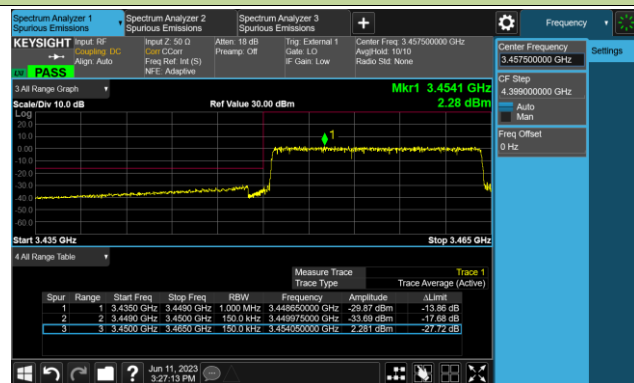 Spectrum Analyzer 1
Spurious Emissions
Spectrum Analyzer 2
Spurious Emissions
Spectrum Analyzer 3
Spurious Emissions
Frequency
KEYSIGHT
Input: RF
Coupling: DC
Align: Auto
Input Z: 50 Ω
Corr CCorr
Freq Ref: Int (S)
NFE: Adaptive
Atten: 18 dB
Preamp: Off
Trig: External 1
Gate: LO
IF Gain: Low
Center Freq: 3.457500000 GHz
Avg|Hold: 10/10
Radio Std: None
PASS
Center Frequency
3.457500000 GHz
Settings
CF Step
4.399000000 GHz
Auto
Man
Freq Offset
0 Hz
3 All Range Graph
Mkr1 3.4541 GHz
Scale/Div 10.0 dB
Ref Value 30.00 dBm
2.28 dBm
Log
20.0
10.0
0.00
-10.0
-20.0
-30.0
-40.0
-50.0
-60.0
1
Start 3.435 GHz
Stop 3.465 GHz
4 All Range Table
Measure Trace
Trace 1
Trace Type
Trace Average (Active)
Spur Range Start Freq Stop Freq RBW Frequency Amplitude ΔLimit
1 1 3.4350 GHz 3.4490 GHz 1.000 MHz 3.448650000 GHz -29.87 dBm -13.86 dB
2 2 3.4490 GHz 3.4500 GHz 150.0 kHz 3.449975000 GHz -33.69 dBm -17.68 dB
3 3 3.4500 GHz 3.4650 GHz 150.0 kHz 3.454050000 GHz 2.281 dBm -27.72 dB
Jun 11, 2023
3:27:13 PM